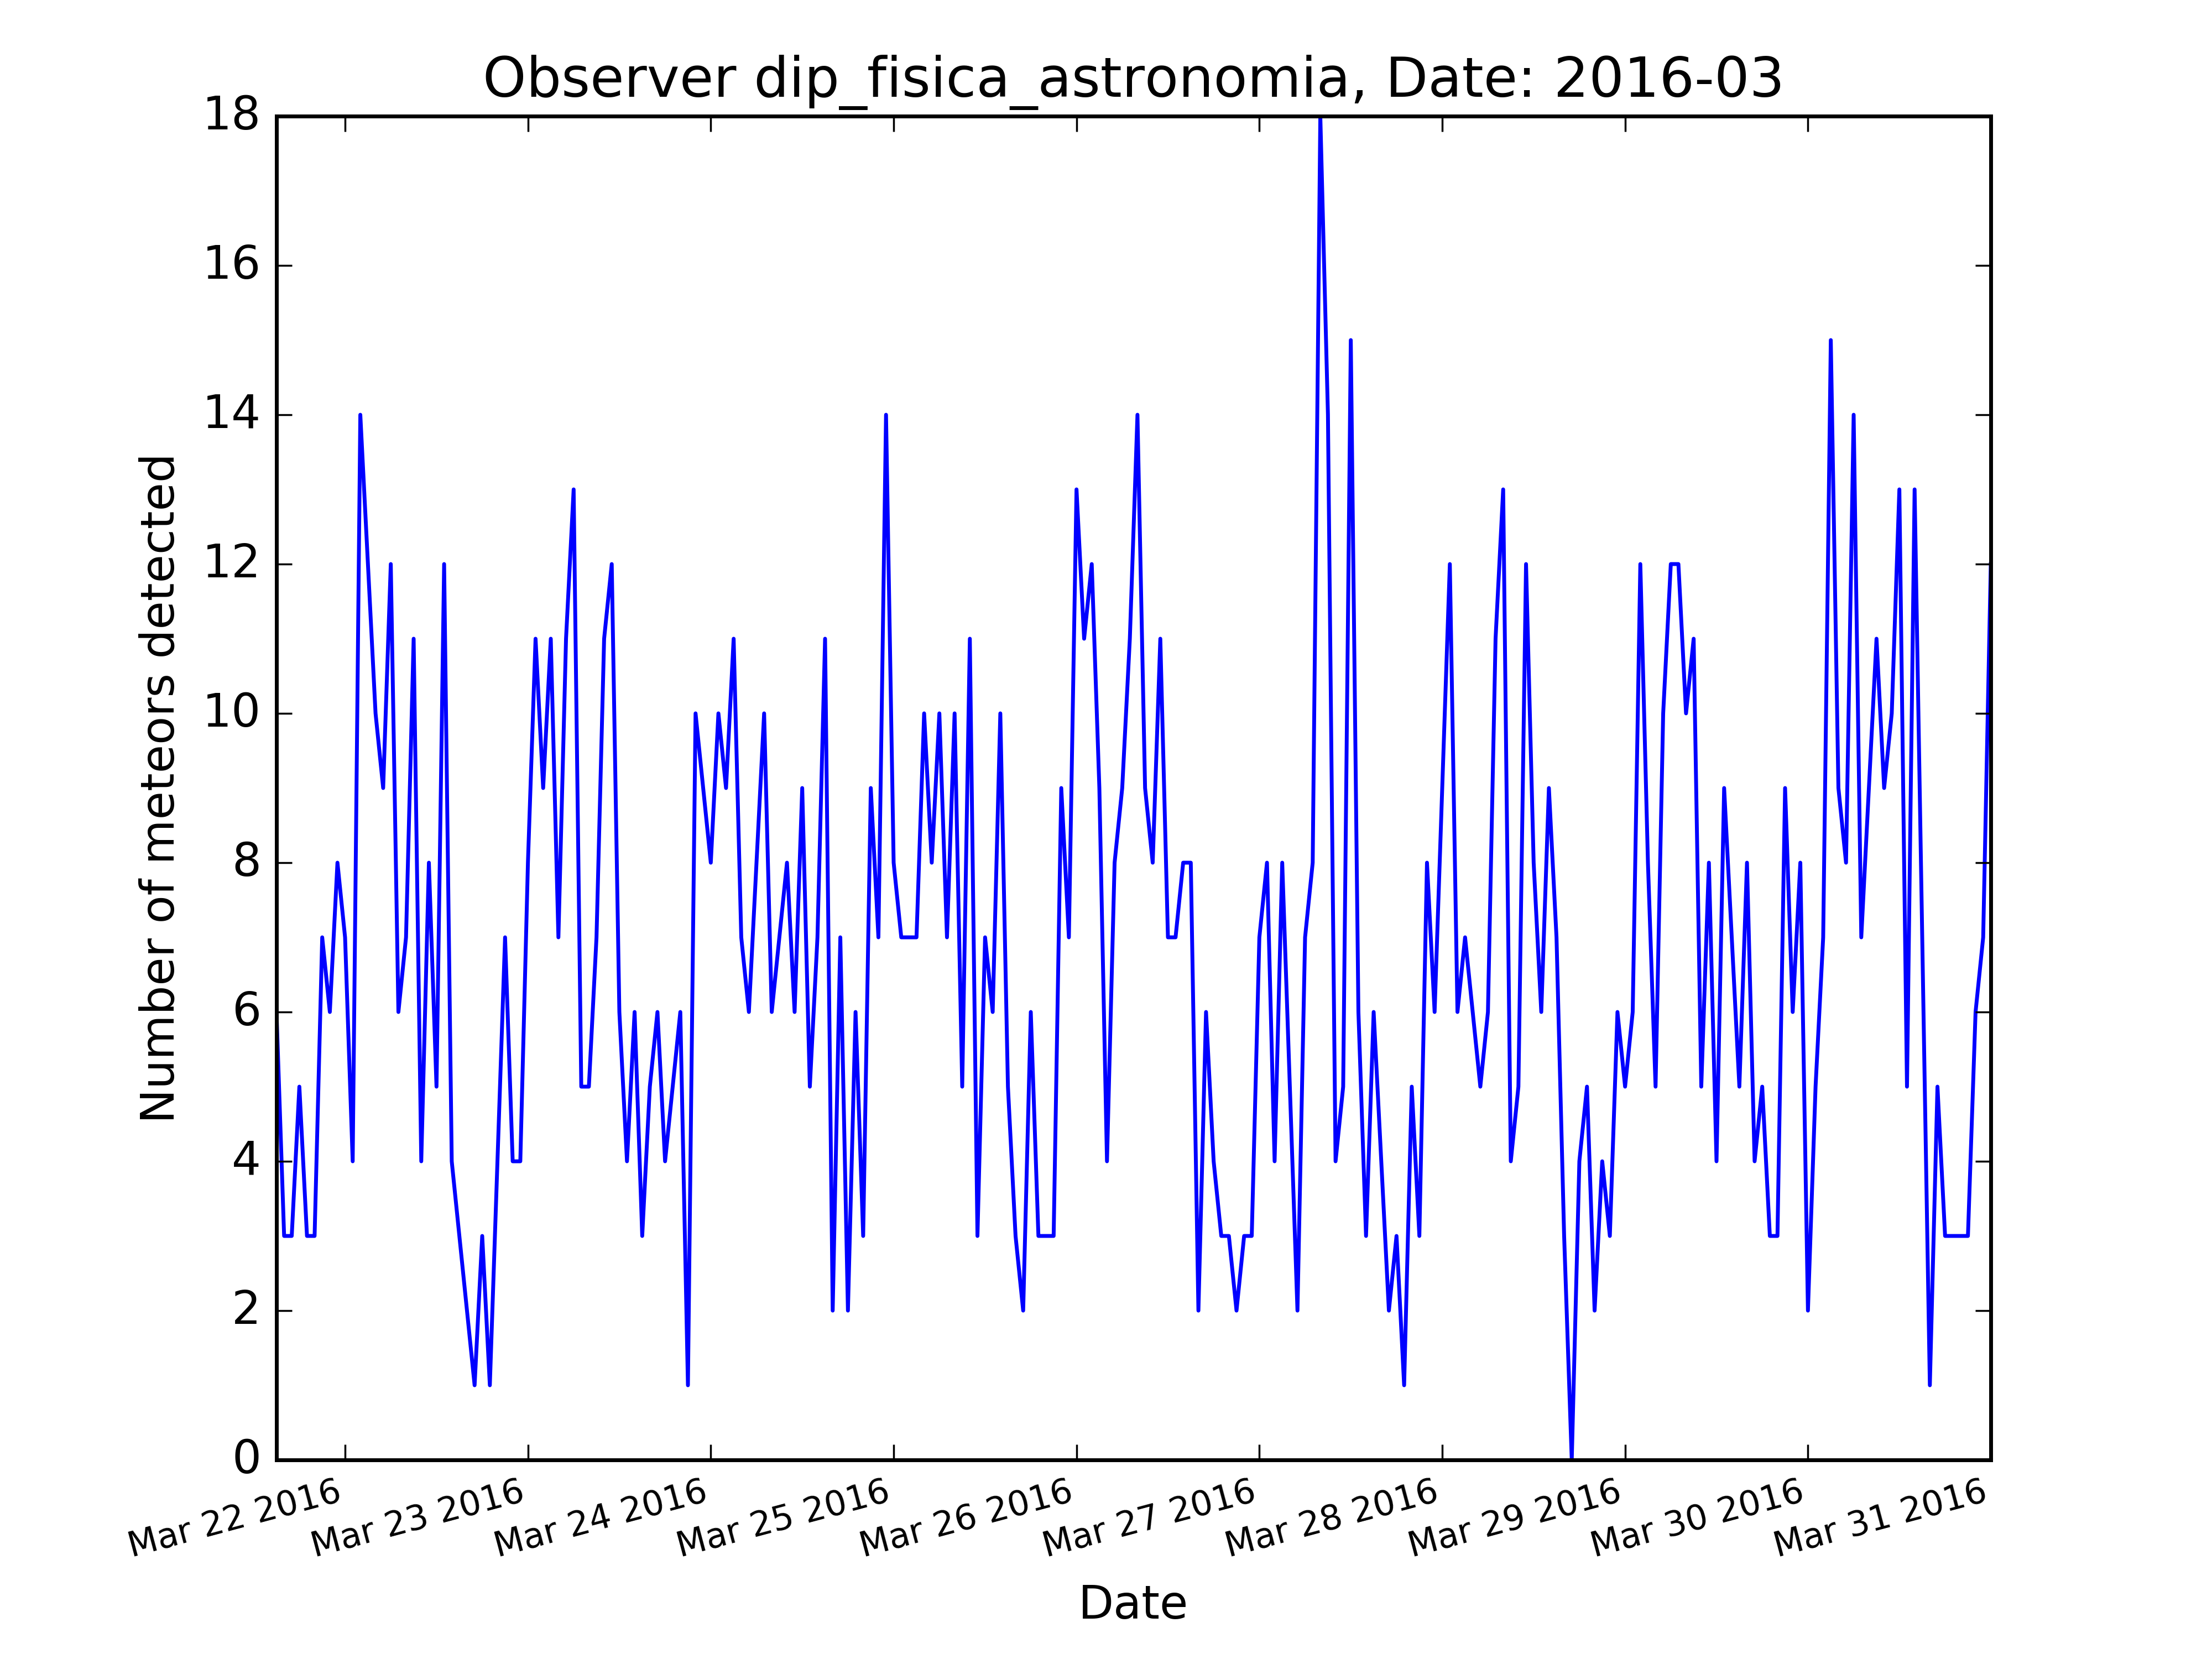 Observer dip_fisica_astronomia, Date: 2016-03
18
16
14
12
10
8
6
4
2
0
Number of meteors detected
Mar 22 2016
Mar 23 2016
Mar 24 2016
Mar 25 2016
Mar 26 2016
Mar 27 2016
Mar 28 2016
Mar 29 2016
Mar 30 2016
Mar 31 2016
Date